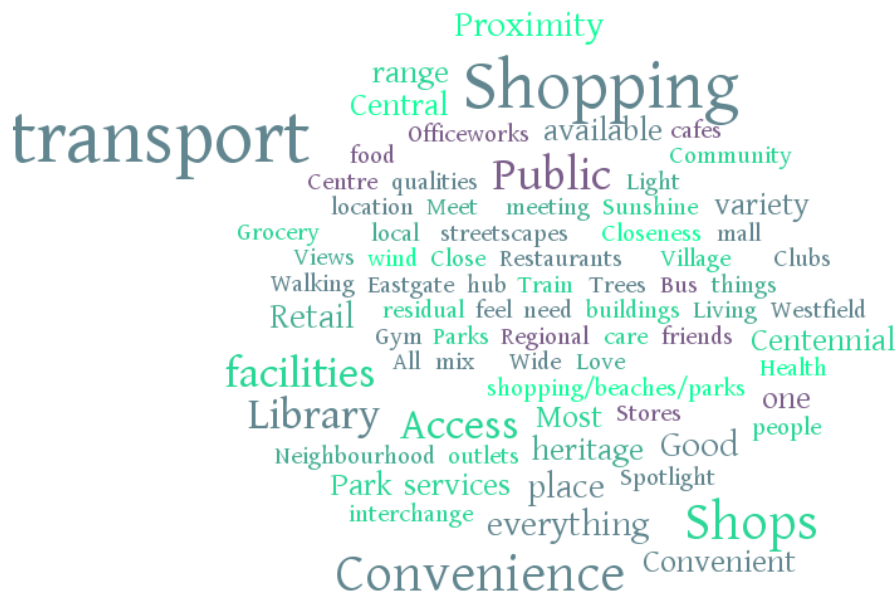 Proximity
range Shopping
Central
transport
Officeworks available cafes
food Community
Centre qualities Public Light
location Meet meeting Sunshine variety
Grocery local streetscapes Closeness mall
Views wind Close Restaurants Village Clubs
Walking Eastgate hub Train Trees Bus things
Retail residual feel need buildings Living Westfield
Gym Parks Regional care friends Centennial
All mix Wide Love Health
facilities shopping/beaches/parks
Library Access Most Stores one
people
Neighbourhood outlets heritage Good
Park services place Spotlight
interchange everything Shops
Convenience Convenient